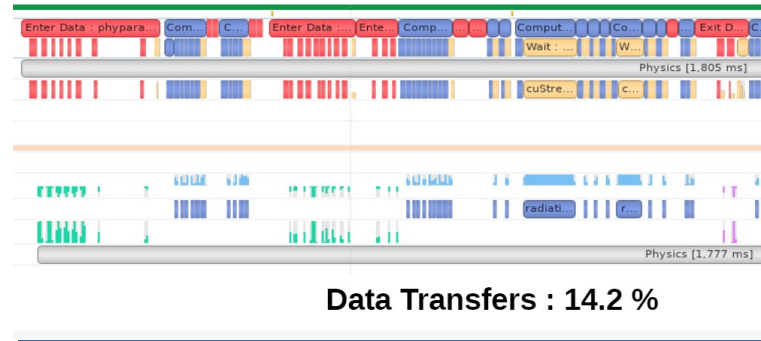 Enter Data : phypara... Com... C... Enter Data :... Ente... Comp... ... ... Comput... Co... ... Exit D... C
Wait : ... W...
Physics [1,805 ms]
cuStre... c...
radiati... r...
Physics [1,777 ms]
Data Transfers : 14.2 %